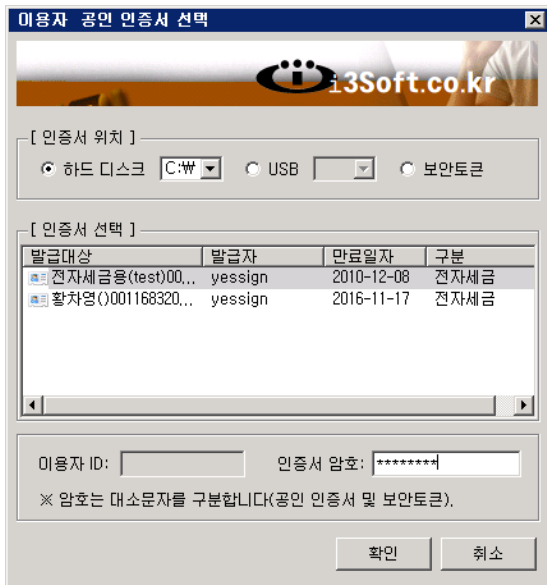 이용자 공인 인증서 선택
i3Soft.co.kr
[ 인증서 위치 ]
하드 디스크 C:₩ USB 보안토큰
[ 인증서 선택 ]
발급대상 발급자 만료일자 구분
전자세금용(test)00... yessign 2010-12-08 전자세금
황차영()001168320... yessign 2016-11-17 전자세금
이용자 ID: 인증서 암호: ********
※ 암호는 대소문자를 구분합니다(공인 인증서 및 보안토큰).
확인 취소